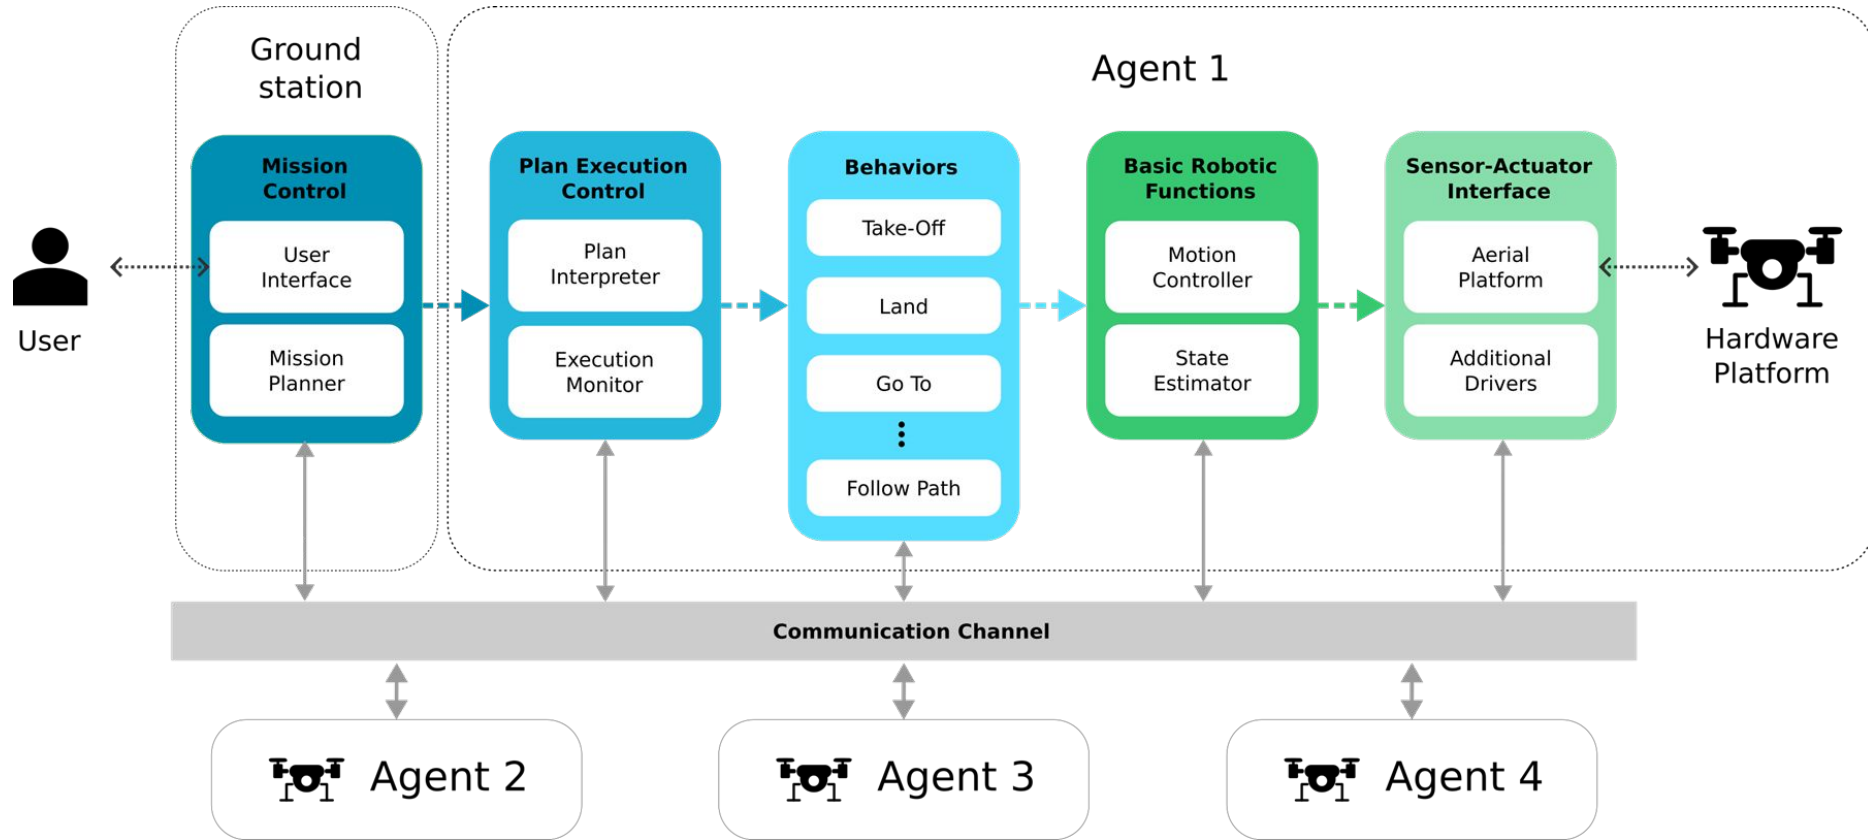 Ground
station
Agent 1
Mission
Control
User
Interface
Mission
Planner
Plan Execution
Control
Plan
Interpreter
Execution
Monitor
Behaviors
Take-Off
Land
Go To
Follow Path
Basic Robotic
Functions
Motion
Controller
State
Estimator
Sensor-Actuator
Interface
Aerial
Platform
Additional
Drivers
User
Hardware
Platform
Communication Channel
Agent 2
Agent 3
Agent 4